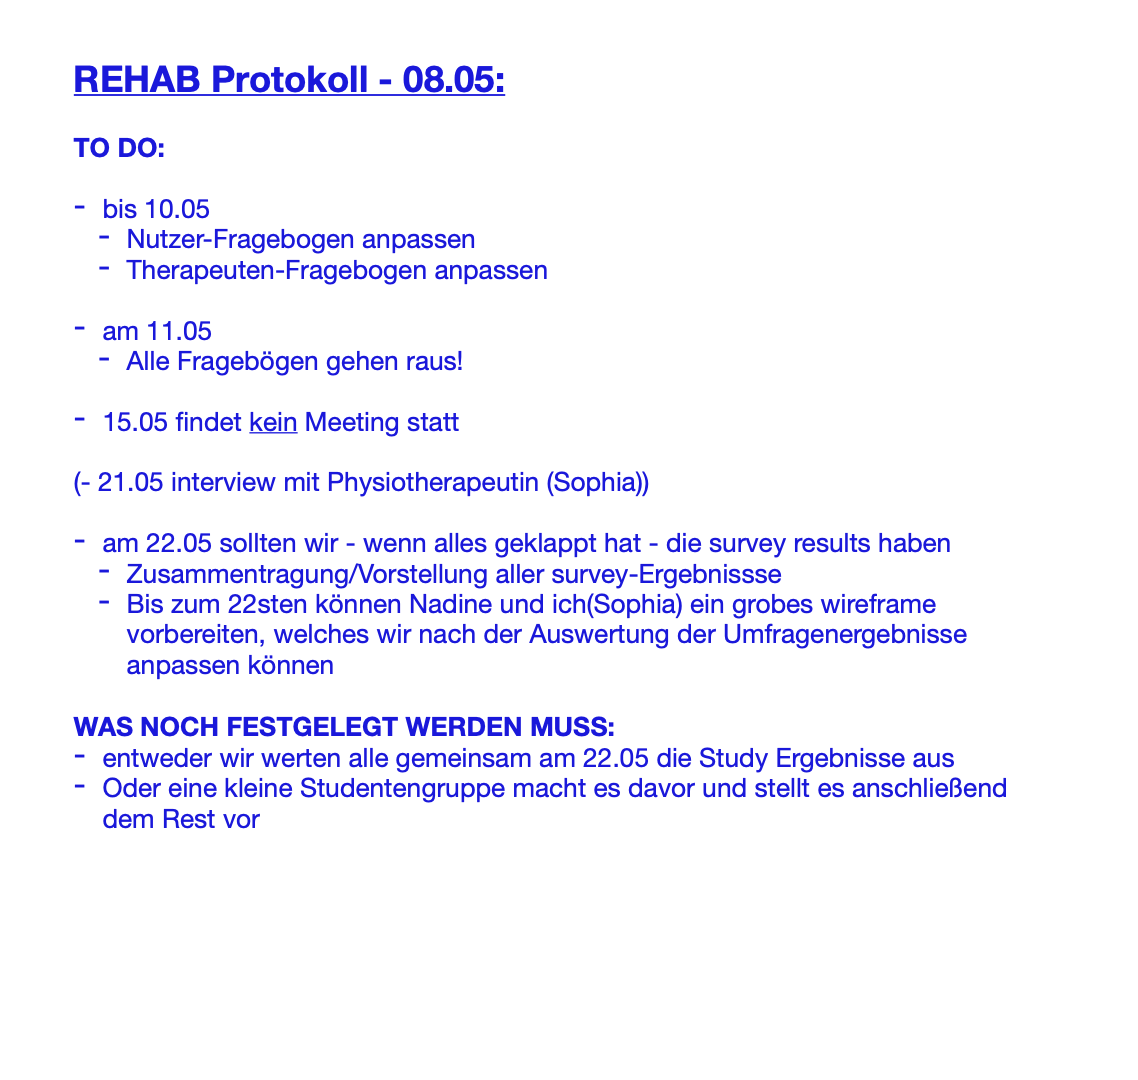 REHAB Protokoll - 08.05:
TO DO:
- bis 10.05
- Nutzer-Fragebogen anpassen
- Therapeuten-Fragebogen anpassen
- am 11.05
- Alle Fragebögen gehen raus!
- 15.05 findet kein Meeting statt
(- 21.05 interview mit Physiotherapeutin (Sophia))
- am 22.05 sollten wir - wenn alles geklappt hat - die survey results haben
- Zusammentragung/Vorstellung aller survey-Ergebnissse
- Bis zum 22sten können Nadine und ich(Sophia) ein grobes wireframe
vorbereiten, welches wir nach der Auswertung der Umfragenergebnisse
anpassen können
WAS NOCH FESTGELEGT WERDEN MUSS:
- entweder wir werten alle gemeinsam am 22.05 die Study Ergebnisse aus
- Oder eine kleine Studentengruppe macht es davor und stellt es anschließend
dem Rest vor